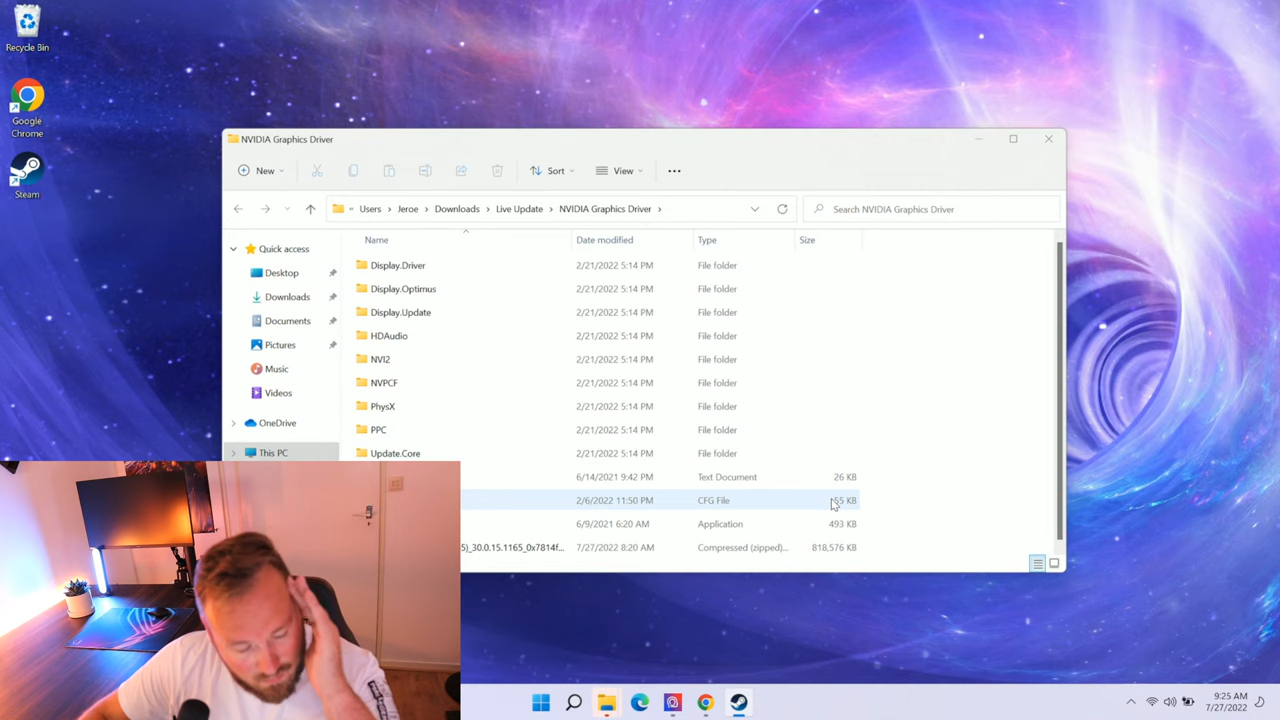 Recycle Bin
Google
Chrome
Steam
NVIDIA Graphics Driver
New
Sort
View
« Users › Jeroe › Downloads › Live Update › NVIDIA Graphics Driver ›
Search NVIDIA Graphics Driver
Name Date modified Type Size
Quick access
Desktop
Downloads
Documents
Pictures
Music
Videos
OneDrive
This PC
Display.Driver 2/21/2022 5:14 PM File folder
Display.Optimus 2/21/2022 5:14 PM File folder
Display.Update 2/21/2022 5:14 PM File folder
HDAudio 2/21/2022 5:14 PM File folder
NVI2 2/21/2022 5:14 PM File folder
NVPCF 2/21/2022 5:14 PM File folder
PhysX 2/21/2022 5:14 PM File folder
PPC 2/21/2022 5:14 PM File folder
Update.Core 2/21/2022 5:14 PM File folder
6/14/2021 9:42 PM Text Document 26 KB
2/6/2022 11:50 PM CFG File KB
6/9/2021 6:20 AM Application 493 KB
5)_30.0.15.1165_0x7814f... 7/27/2022 8:20 AM Compressed (zipped)... 818,576 KB
9:25 AM
7/27/2022